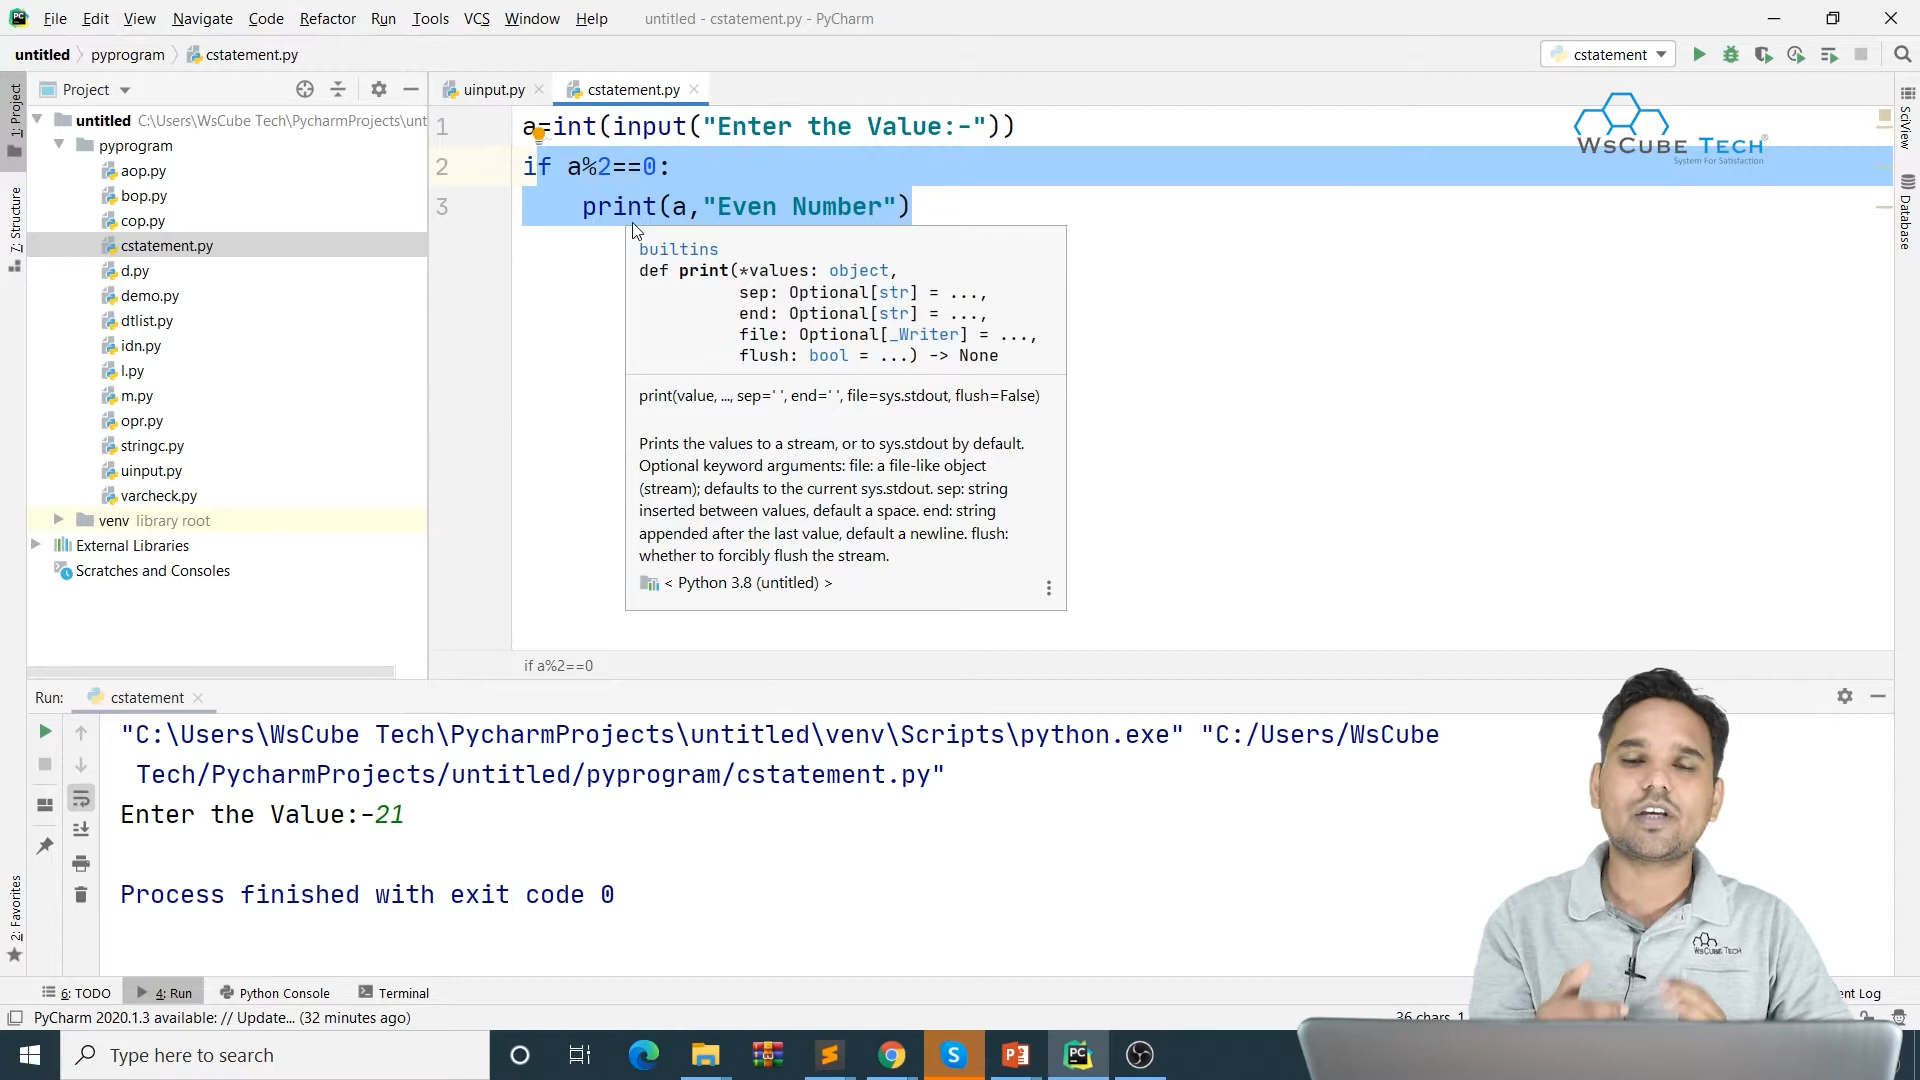 File Edit View Navigate Code Refactor Run Tools VCS Window Help untitled - cstatement.py - PyCharm
untitled pyprogram cstatement.py cstatement
1: Project
Project
uinput.py cstatement.py
untitled C:\Users\WsCube Tech\PycharmProjects\unt
pyprogram
aop.py
bop.py
cop.py
cstatement.py
d.py
demo.py
dtlist.py
idn.py
l.py
m.py
opr.py
stringc.py
uinput.py
varcheck.py
venv library root
External Libraries
Scratches and Consoles
7: Structure
2: Favorites
1 a=int(input("Enter the Value:-"))
2 if a%2==0:
3 print(a,"Even Number")
WsCube Tech
System For Satisfaction
SciView
Database
builtins
def print(*values: object,
sep: Optional[str] = ...,
end: Optional[str] = ...,
file: Optional[_Writer] = ...,
flush: bool = ...) -> None
print(value, ..., sep=' ', end=' ', file=sys.stdout, flush=False)
Prints the values to a stream, or to sys.stdout by default.
Optional keyword arguments: file: a file-like object
(stream); defaults to the current sys.stdout. sep: string
inserted between values, default a space. end: string
appended after the last value, default a newline. flush:
whether to forcibly flush the stream.
< Python 3.8 (untitled) >
if a%2==0
Run: cstatement
"C:\Users\WsCube Tech\PycharmProjects\untitled\venv\Scripts\python.exe" "C:/Users/WsCube
Tech/PycharmProjects/untitled/pyprogram/cstatement.py"
Enter the Value:-21
Process finished with exit code 0
WsCube Tech
6: TODO 4: Run Python Console Terminal nt Log
PyCharm 2020.1.3 available: // Update... (32 minutes ago) 36 chars, 1
Type here to search